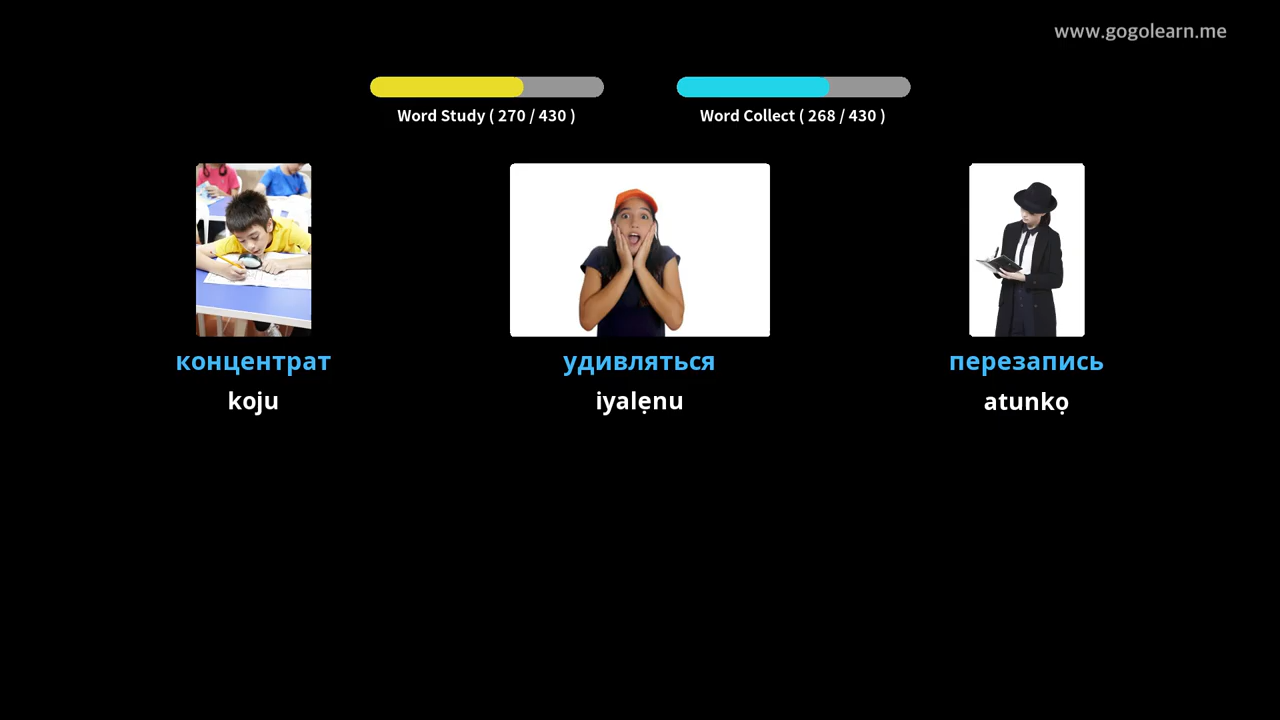 www.gogolearn.me
Word Study ( 270 / 430 )
Word Collect ( 268 / 430 )
концентрат
удивляться
перезапись
koju
iyalẹnu
atunkọ